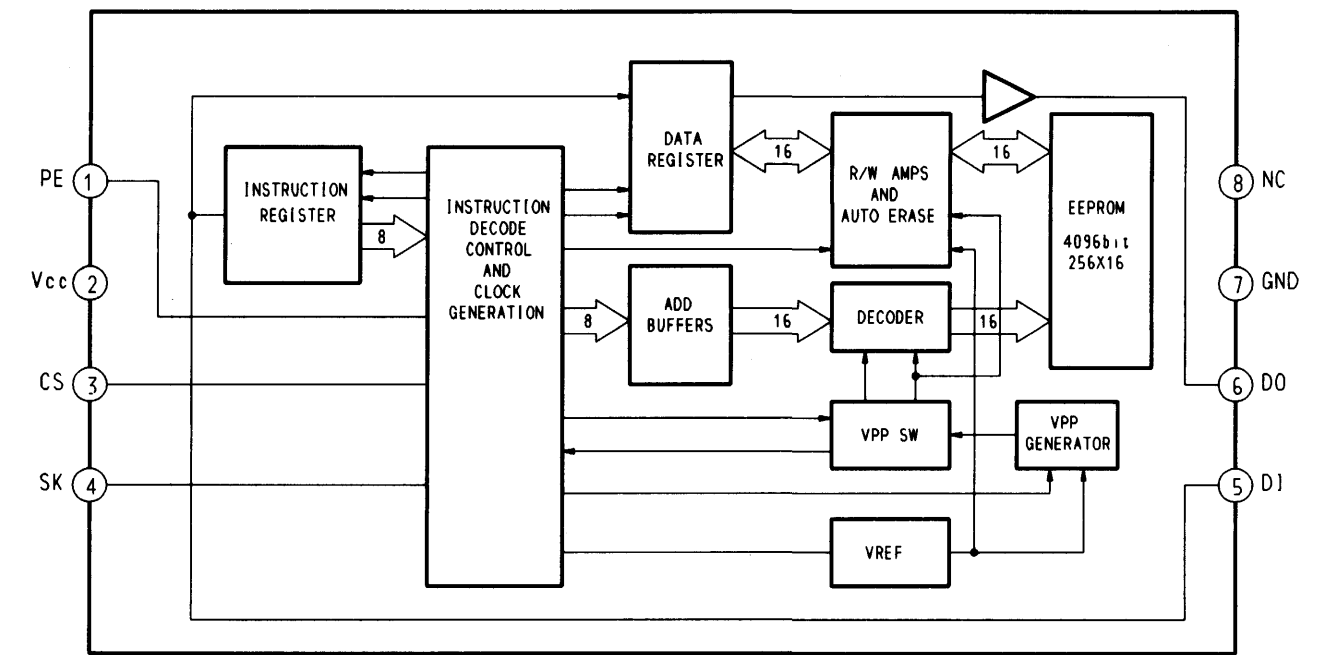 PE 1
Vcc 2
CS 3
SK 4
INSTRUCTION
REGISTER
8
INSTRUCTION
DECODE
CONTROL
AND
CLOCK
GENERATION
DATA
REGISTER
16
R/W AMPS
AND
AUTO ERASE
16
EEPROM
4096bit
256X16
8
ADD
BUFFERS
16
DECODER
16
VPP SW
VPP
GENERATOR
VREF
8 NC
7 GND
6 DO
5 DI